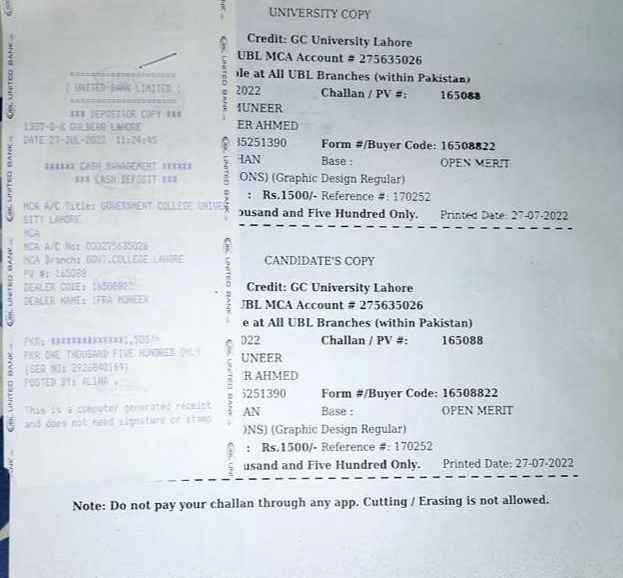 UNITED BANK LIMITED
*** DEPOSITOR COPY ***
1307-D-K GULBERG LAHORE
DATE 27-JUL-2022 11:24:45
****** CASH MANAGEMENT ******
*** CASH DEPOSIT ***
MCA A/C Title: GOVERNMENT COLLEGE UNIVER
SITY LAHORE
MCA
MCA A/C No: 000275635026
MCA Branch: GOVT.COLLEGE LAHORE
PV #: 165088
DEALER CODE: 16508822
DEALER NAME: IFRA MUNEER
PKR: **************1,500/=
PKR ONE THOUSAND FIVE HUNDRED ONLY
POSTED BY: ALINA
This is a computer generated receipt
and does not need signature or stamp
UBL UNITED BANK
UNIVERSITY COPY
Credit: GC University Lahore
UBL MCA Account # 275635026
le at All UBL Branches (within Pakistan)
2022 Challan / PV #: 165088
MUNEER
ER AHMED
35251390 Form #/Buyer Code: 16508822
HAN Base : OPEN MERIT
ONS) (Graphic Design Regular)
: Rs.1500/- Reference #: 170252
ousand and Five Hundred Only. Printed Date: 27-07-2022
CANDIDATE'S COPY
Credit: GC University Lahore
UBL MCA Account # 275635026
e at All UBL Branches (within Pakistan)
022 Challan / PV #: 165088
UNEER
R AHMED
5251390 Form #/Buyer Code: 16508822
AN Base : OPEN MERIT
ONS) (Graphic Design Regular)
: Rs.1500/- Reference #: 170252
usand and Five Hundred Only. Printed Date: 27-07-2022
Note: Do not pay your challan through any app. Cutting / Erasing is not allowed.